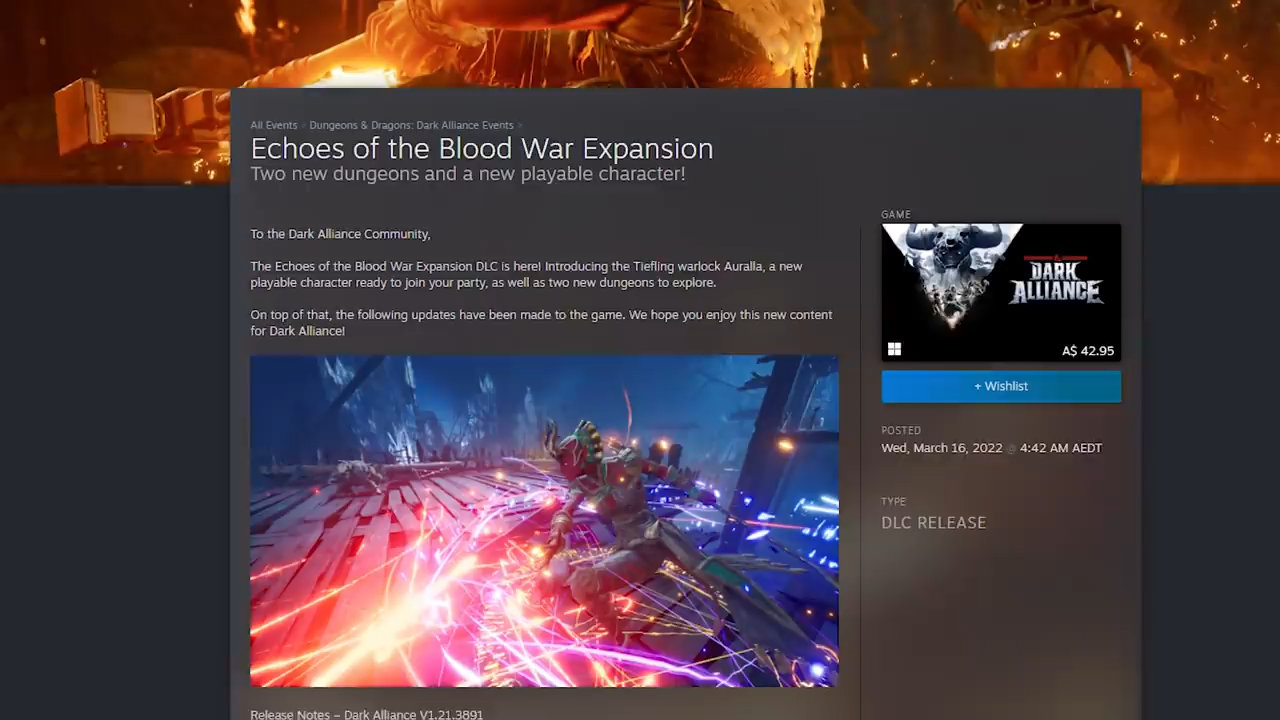 All Events > Dungeons & Dragons: Dark Alliance Events >
Echoes of the Blood War Expansion
Two new dungeons and a new playable character!
To the Dark Alliance Community,
The Echoes of the Blood War Expansion DLC is here! Introducing the Tiefling warlock Auralla, a new
playable character ready to join your party, as well as two new dungeons to explore.
On top of that, the following updates have been made to the game. We hope you enjoy this new content
for Dark Alliance!
Release Notes – Dark Alliance V1.21.3891
GAME
DARK
ALLIANCE
A$ 42.95
+ Wishlist
POSTED
Wed, March 16, 2022 @ 4:42 AM AEDT
TYPE
DLC RELEASE